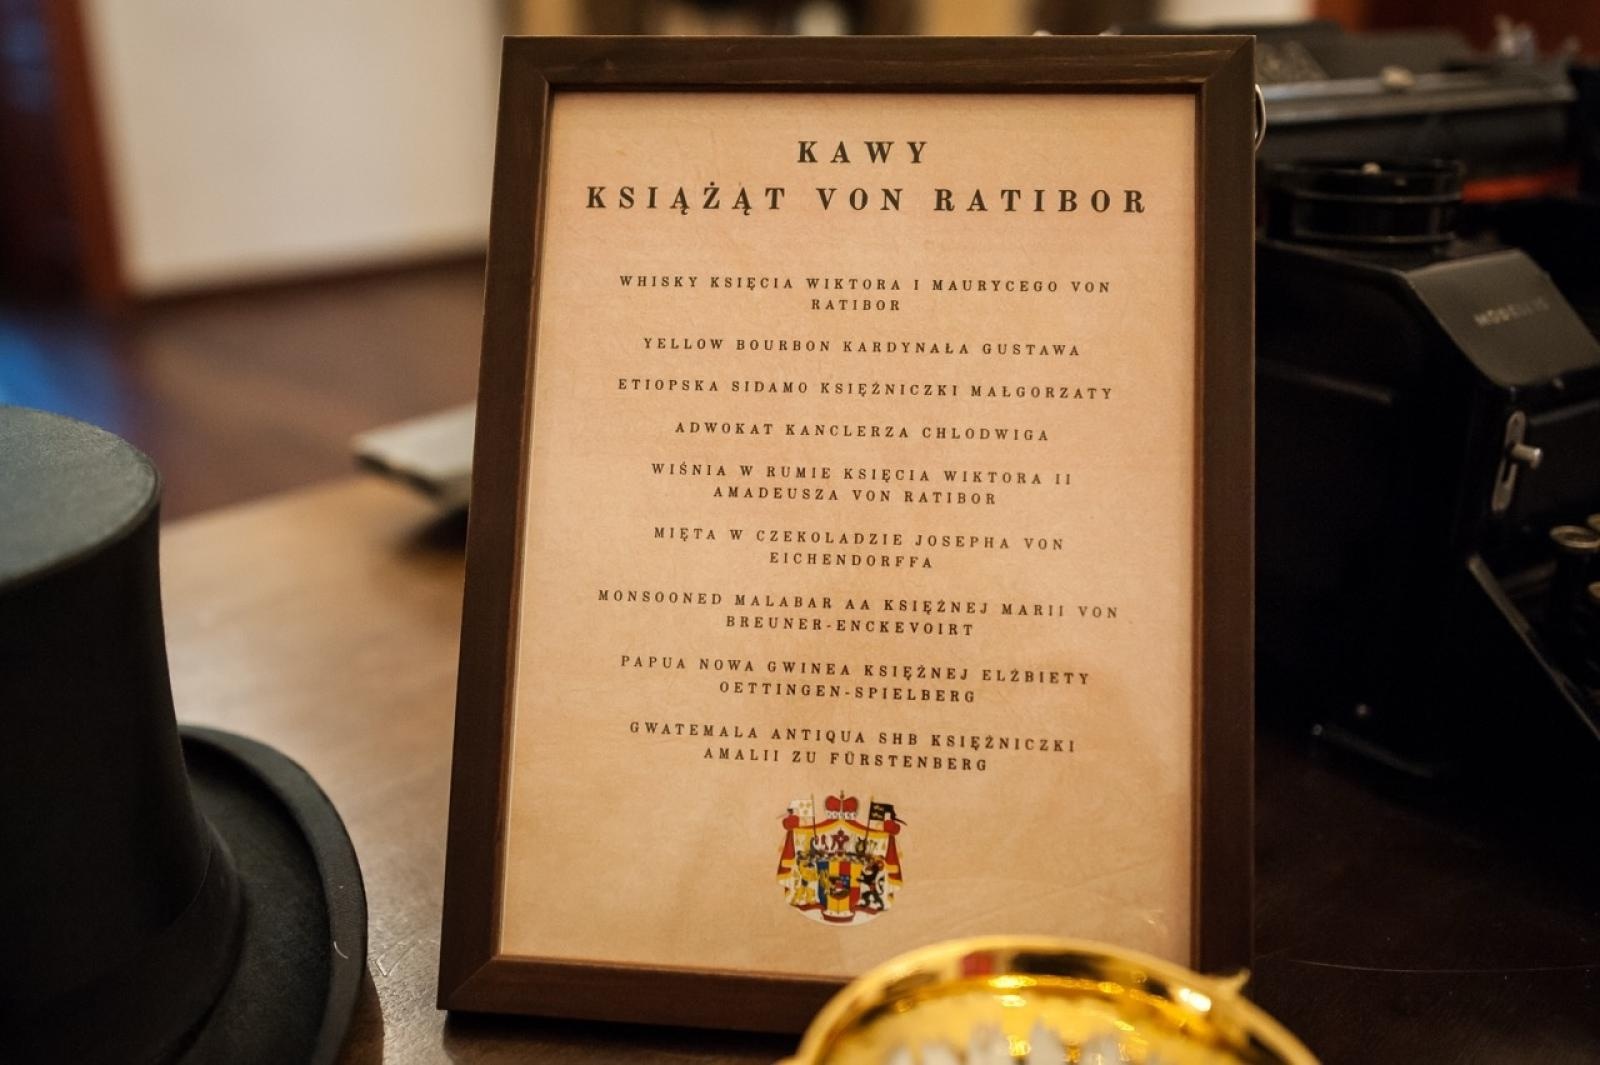 KAWY
KSIĄŻĄT VON RATIBOR
WHISKY KSIĘCIA WIKTORA I MAURYCEGO VON
RATIBOR
YELLOW BOURBON KARDYNAŁA GUSTAWA
ETIOPSKA SIDAMO KSIĘŻNICZKI MAŁGORZATY
ADWOKAT KANCLERZA CHLODWIGA
WIŚNIA W RUMIE KSIĘCIA WIKTORA II
AMADEUSZA VON RATIBOR
MIĘTA W CZEKOLADZIE JOSEPHA VON
EICHENDORFFA
MONSOONED MALABAR AA KSIĘŻNEJ MARII VON
BREUNER-ENCKEVOIRT
PAPUA NOWA GWINEA KSIĘŻNEJ ELŻBIETY
OETTINGEN-SPIELBERG
GWATEMALA ANTIQUA SHB KSIĘŻNICZKI
AMALII ZU FÜRSTENBERG